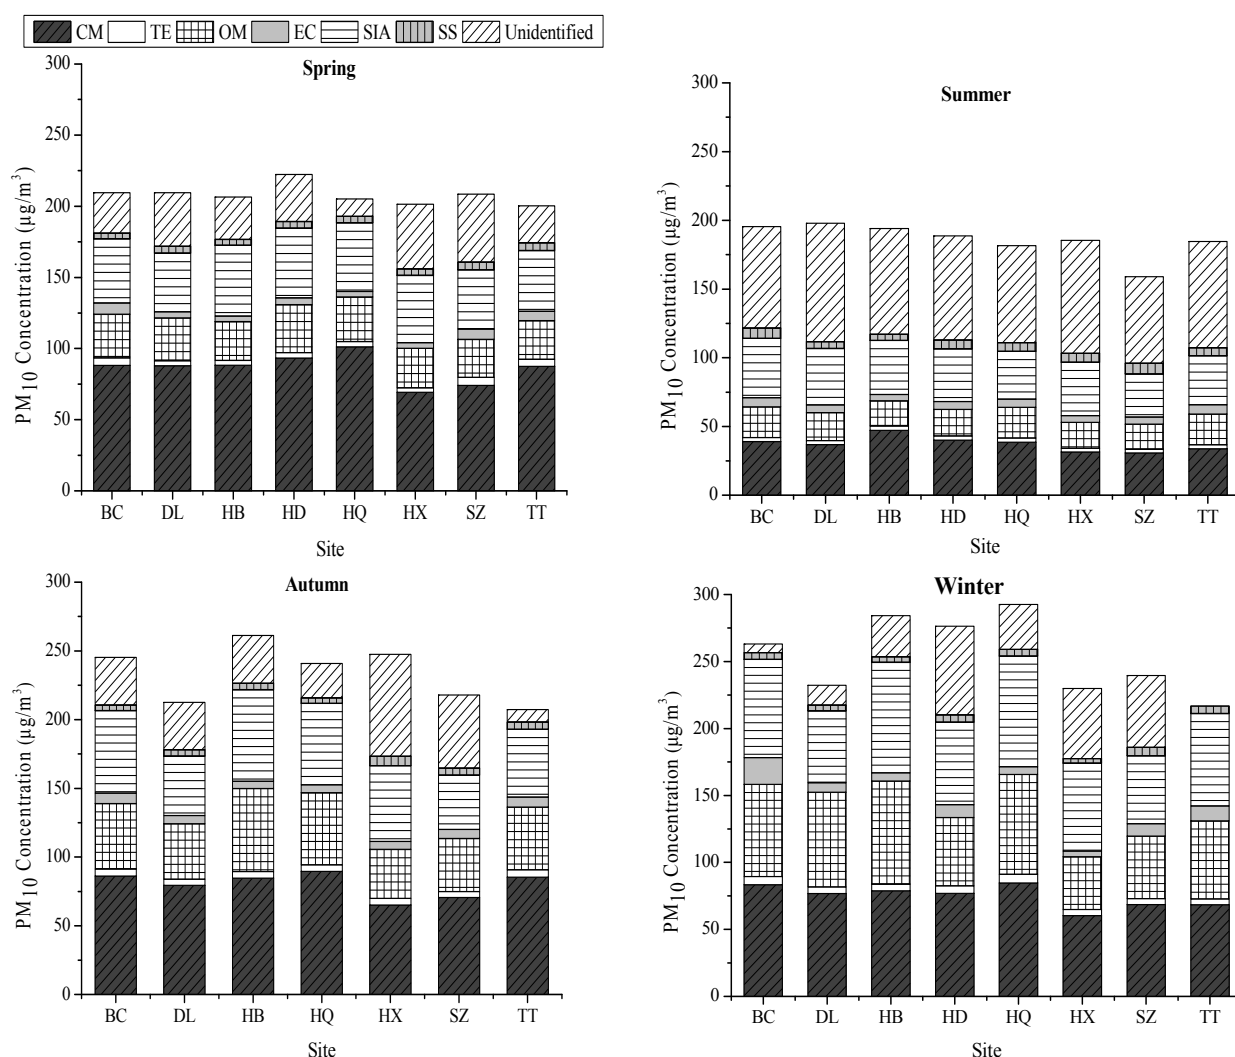 CM TE OM EC SIA SS Unidentified
Spring
PM10 Concentration (μg/m³)
300
250
200
150
100
50
0
BC DL HB HD HQ HX SZ TT
Site
Summer
PM10 Concentration (μg/m³)
300
250
200
150
100
50
0
BC DL HB HD HQ HX SZ TT
Site
Autumn
PM10 Concentration (μg/m³)
300
250
200
150
100
50
0
BC DL HB HQ HX SZ TT
Site
Winter
PM10 Concentration (μg/m³)
300
250
200
150
100
50
0
BC DL HB HD HQ HX SZ TT
Site